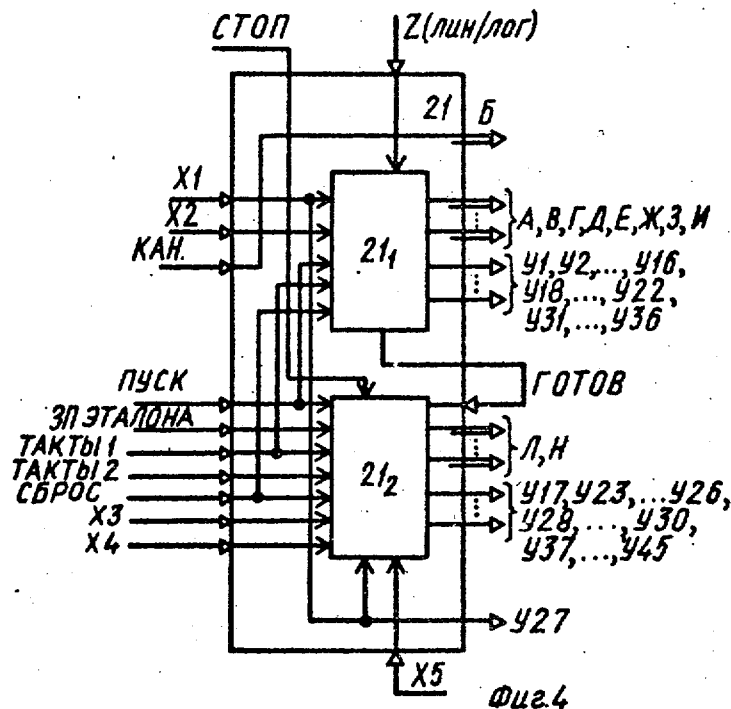 СТОП
Z(лин/лог)
21
Б
X1
X2
КАН.
21₁
А,В,Г,Д,Е,Ж,З,И
У1,У2,...,У16,
У18,...,У22,
У31,...,У36
ПУСК
ГОТОВ
ЗП ЭТАЛОНА
ТАКТЫ 1
ТАКТЫ 2
СБРОС
X3
X4
21₂
Л,Н
У17,У23,...У26,
У28,...,У30,
У37,...,У45
У27
X5
Фиг.4